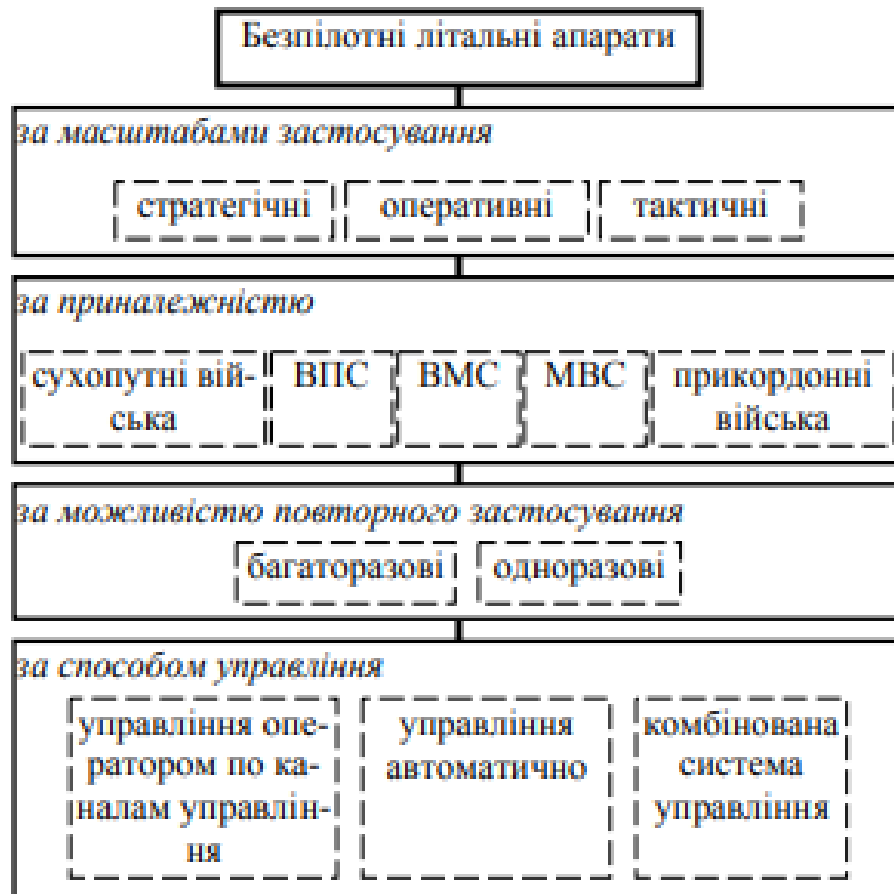 Безпілотні літальні апарати
за масштабами застосування
стратегічні
оперативні
тактичні
за приналежністю
сухопутні вій-
ська
ВПС
ВМС
МВС
прикордонні
війська
за можливістю повторного застосування
багаторазові
одноразові
за способом управління
управління опе-
ратором по ка-
налам управлін-
ня
управління
автоматично
комбінована
система
управління